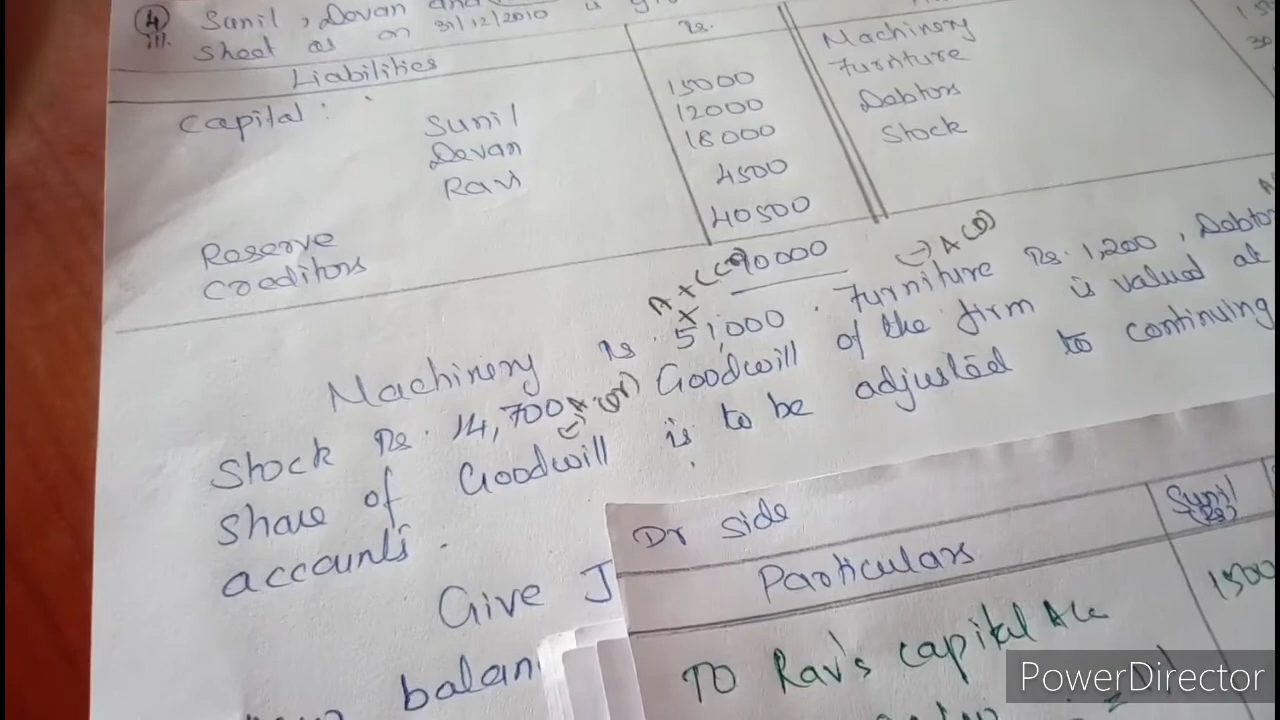 4 Sunil, Devan and
iii. Sheet as on 31/12/2010 is
Liabilities Rs.
Capital: Sunil 15000 Machinery
Devan 12000 Furniture
Ravi 18000 Debtors
Reserve 4500 Stock
Creditors 40500
90000
Machinery Rs. 51,000. Furniture Rs. 1,200, Debtor
Stock Rs. 14,700 Goodwill of the firm is valued at
share of Goodwill is to be adjusted to continuing
accounts.
Give J
balan
Dr side
Particulars Sunil (Rs)
To Ravi's capital A/c 1500
PowerDirector